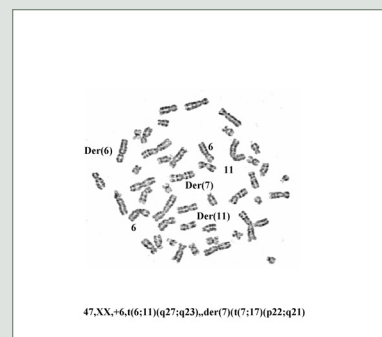 Der(6)
6
11
Der(7)
Der(11)
6
47,XX,+6,t(6;11)(q27;q23),,der(7)(t(7;17)(p22;q21)